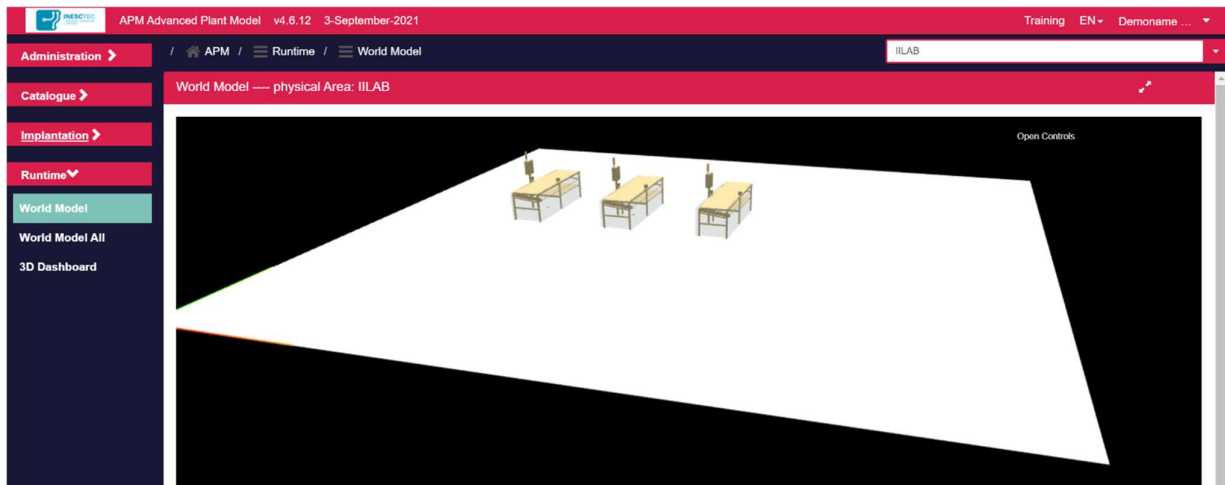 INESCTEC
APM Advanced Plant Model v4.6.12 3-September-2021
Training EN Demoname ...
Administration
/ APM / Runtime / World Model
IILAB
Catalogue
World Model ---- physical Area: IILAB
Implantation
Open Controls
Runtime
World Model
World Model All
3D Dashboard